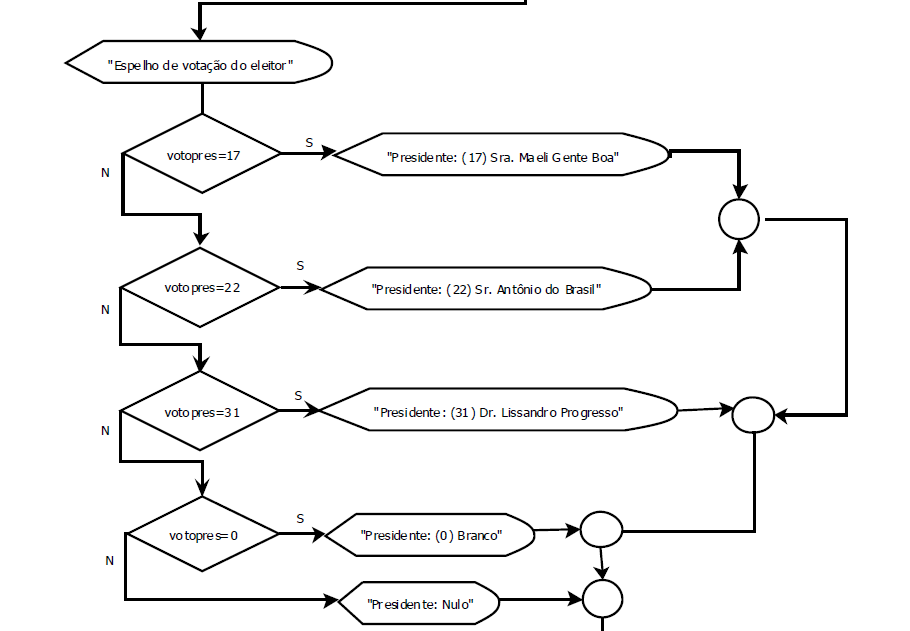 "Espelho de votação do eleitor"
votopres=17
S
"Presidente: (17) Sra. Maeli Gente Boa"
N
votopres=22
S
"Presidente: (22) Sr. Antônio do Brasil"
N
votopres=31
S
"Presidente: (31) Dr. Lissandro Progresso"
N
votopres=0
S
"Presidente: (0) Branco"
N
"Presidente: Nulo"